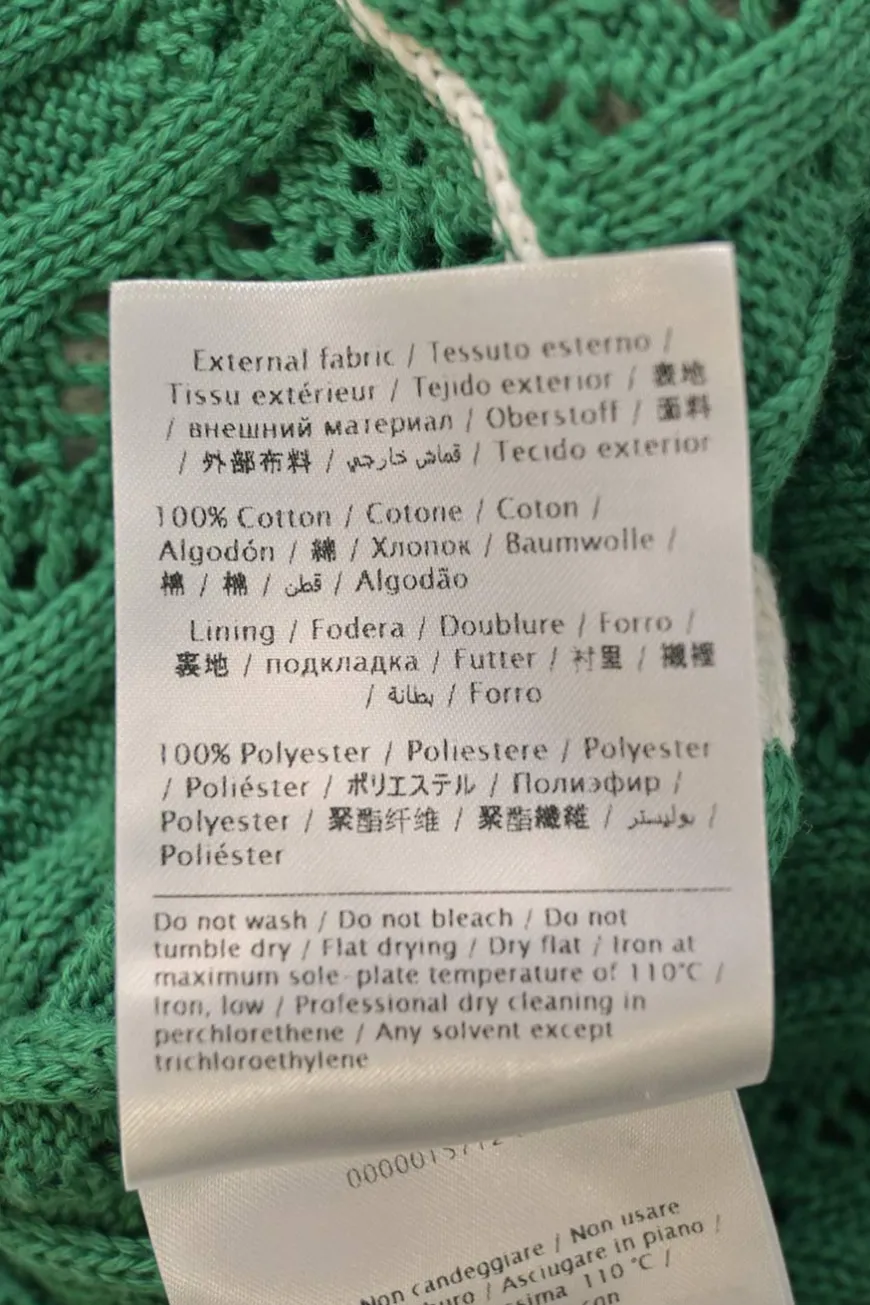 External fabric / Tessuto esterno /
Tissu extérieur / Tejido exterior / 表地
/ внешний материал / Oberstoff / 面料
/ 外部布料 / قماش خارجي / Tecido exterior
100% Cotton / Cotone / Coton /
Algodón / 綿 / Хлопок / Baumwolle /
棉 / 棉 / قطن / Algodão
Lining / Fodera / Doublure / Forro /
裏地 / подкладка / Futter / 衬里 / 襯裡
/ بطانة / Forro
100% Polyester / Poliestere / Polyester
/ Poliéster / ポリエステル / Полиэфир /
Polyester / 聚酯纤维 / 聚酯纖維 / بوليستر /
Poliéster
Do not wash / Do not bleach / Do not
tumble dry / Flat drying / Dry flat / Iron at
maximum sole-plate temperature of 110°C /
Iron, low / Professional dry cleaning in
perchlorethene / Any solvent except
trichloroethylene
Non candeggiare / Non usare
/ Asciugare in piano /
110 °C /